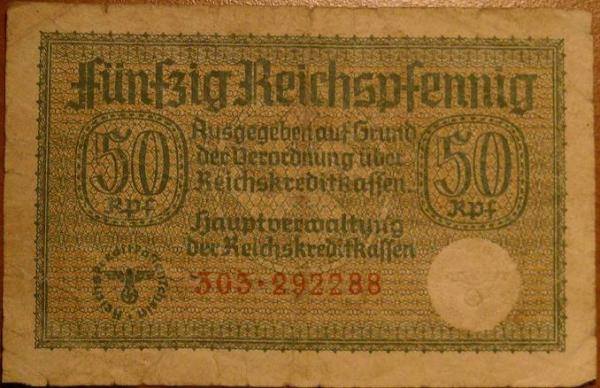 Fünfzig Reichspfennig
50
Rpf
Ausgegeben auf Grund
der Verordnung über
Reichskreditkassen.
50
Rpf
Hauptverwaltung
der Reichskreditkassen
303·292288